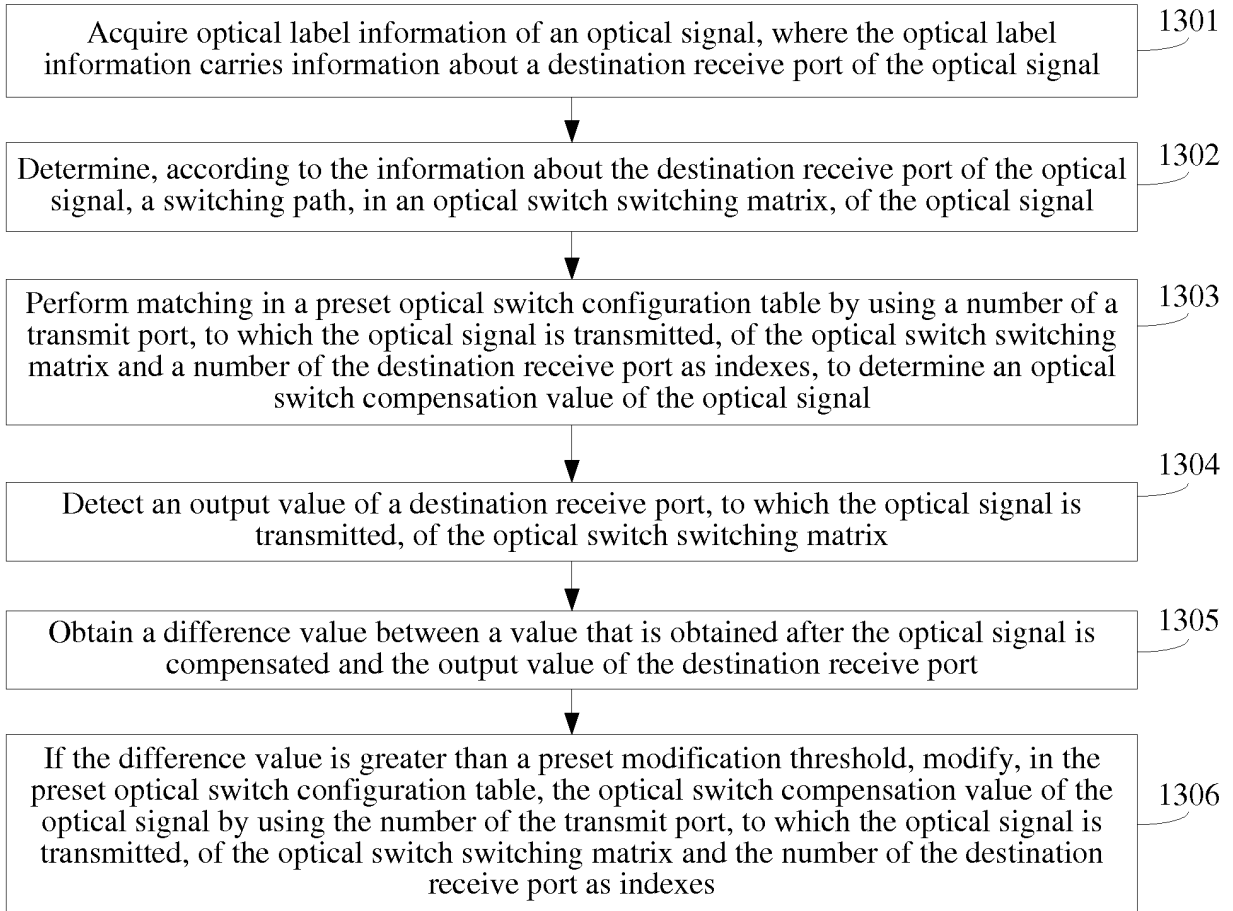 Acquire optical label information of an optical signal, where the optical label
information carries information about a destination receive port of the optical signal
1301
Determine, according to the information about the destination receive port of the optical
signal, a switching path, in an optical switch switching matrix, of the optical signal
1302
Perform matching in a preset optical switch configuration table by using a number of a
transmit port, to which the optical signal is transmitted, of the optical switch switching
matrix and a number of the destination receive port as indexes, to determine an optical
switch compensation value of the optical signal
1303
Detect an output value of a destination receive port, to which the optical signal is
transmitted, of the optical switch switching matrix
1304
Obtain a difference value between a value that is obtained after the optical signal is
compensated and the output value of the destination receive port
1305
If the difference value is greater than a preset modification threshold, modify, in the
preset optical switch configuration table, the optical switch compensation value of the
optical signal by using the number of the transmit port, to which the optical signal is
transmitted, of the optical switch switching matrix and the number of the destination
receive port as indexes
1306